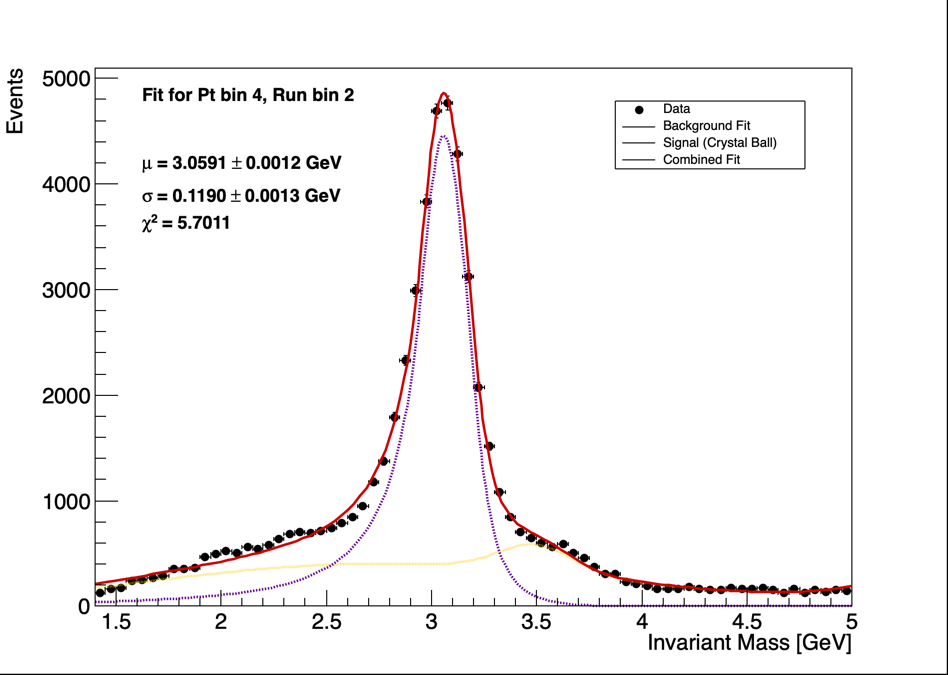 Events
5000
4000
3000
2000
1000
0
Fit for Pt bin 4, Run bin 2
μ = 3.0591 ± 0.0012 GeV
σ = 0.1190 ± 0.0013 GeV
χ² = 5.7011
Data
Background Fit
Signal (Crystal Ball)
Combined Fit
1.5 2 2.5 3 3.5 4 4.5 5
Invariant Mass [GeV]